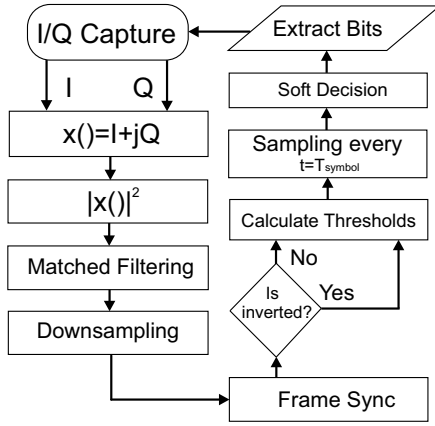 I/Q Capture
I
Q
x()=I+jQ
|x()|²
Matched Filtering
Downsampling
Frame Sync
Is
inverted?
No
Yes
Calculate Thresholds
Sampling every
t=Tsymbol
Soft Decision
Extract Bits